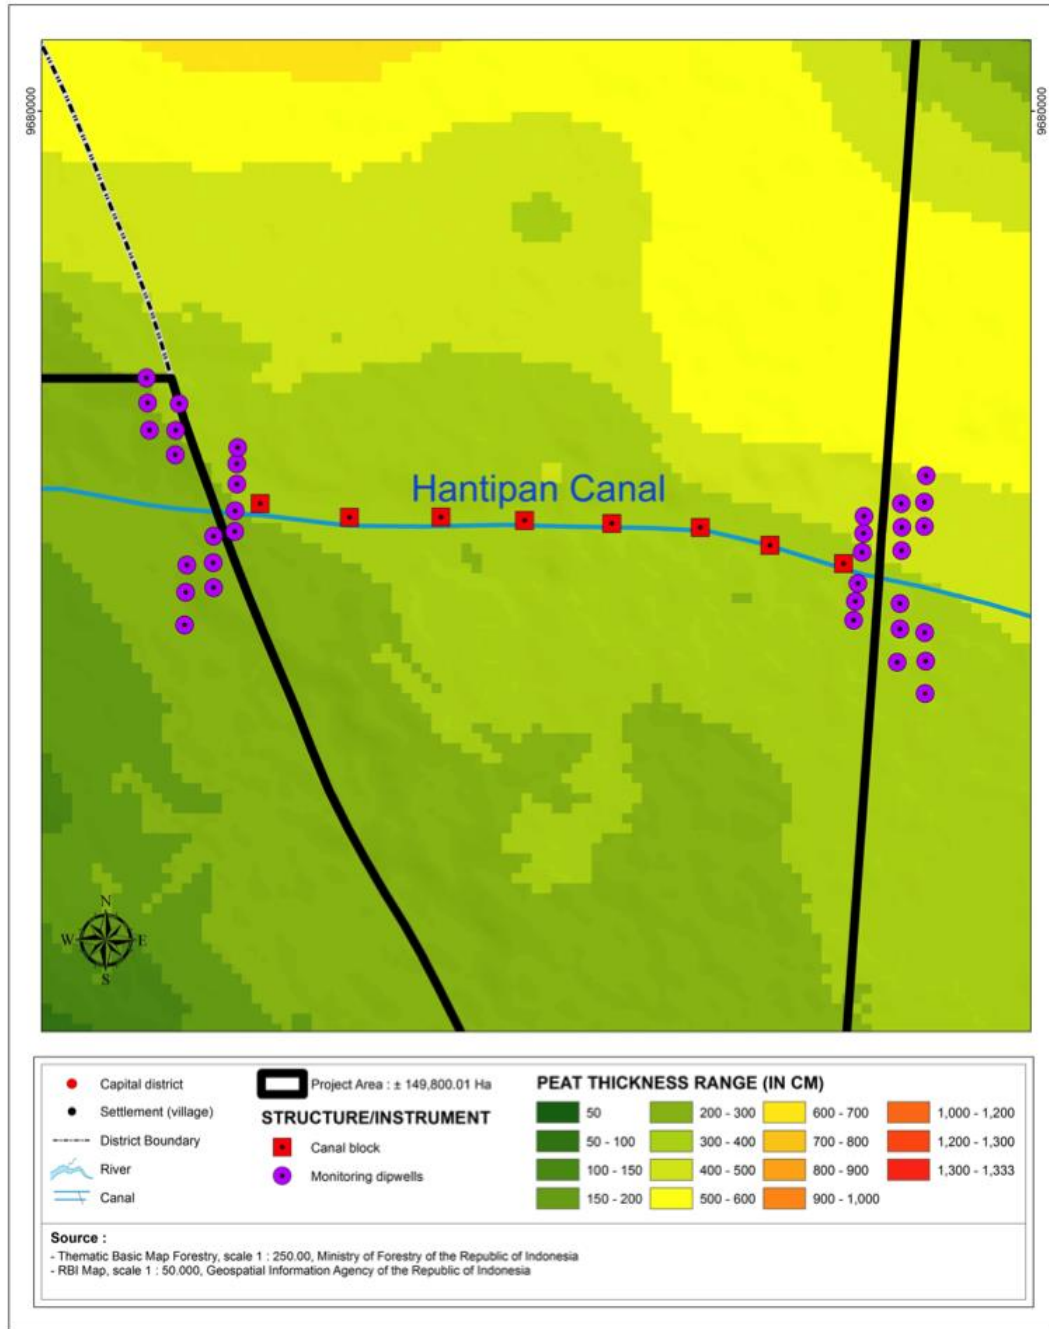 9680000
9680000
Hantipan Canal
N
W E
S
Capital district
Settlement (village)
District Boundary
River
Canal
Project Area : ± 149,800.01 Ha
STRUCTURE/INSTRUMENT
Canal block
Monitoring dipwells
PEAT THICKNESS RANGE (IN CM)
50
50 - 100
100 - 150
150 - 200
200 - 300
300 - 400
400 - 500
500 - 600
600 - 700
700 - 800
800 - 900
900 - 1,000
1,000 - 1,200
1,200 - 1,300
1,300 - 1,333
Source :
- Thematic Basic Map Forestry, scale 1 : 250.00, Ministry of Forestry of the Republic of Indonesia
- RBI Map, scale 1 : 50.000, Geospatial Information Agency of the Republic of Indonesia